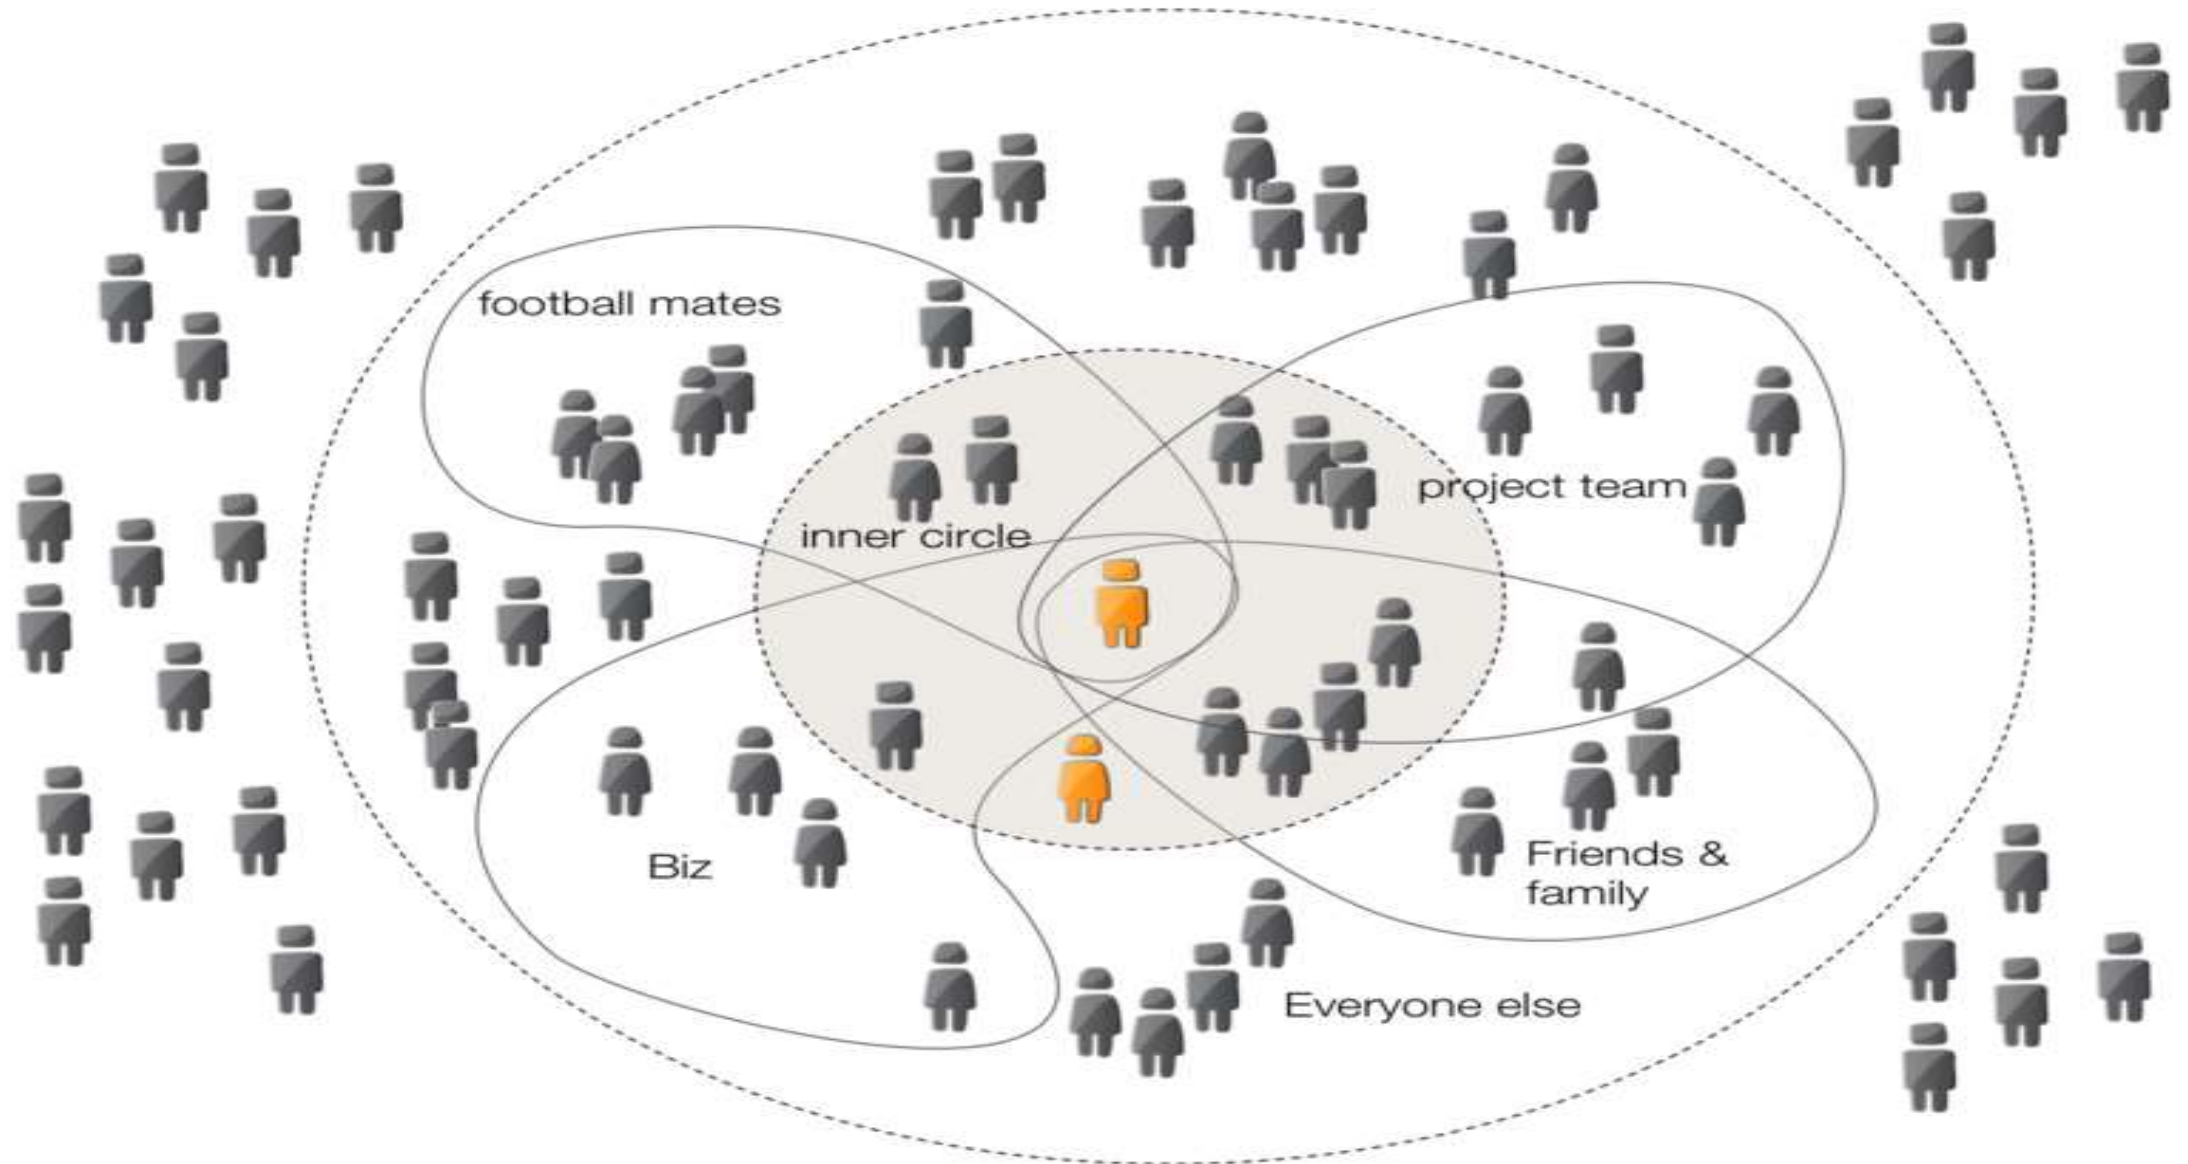 football mates
project team
inner circle
Biz
Friends &
family
Everyone else